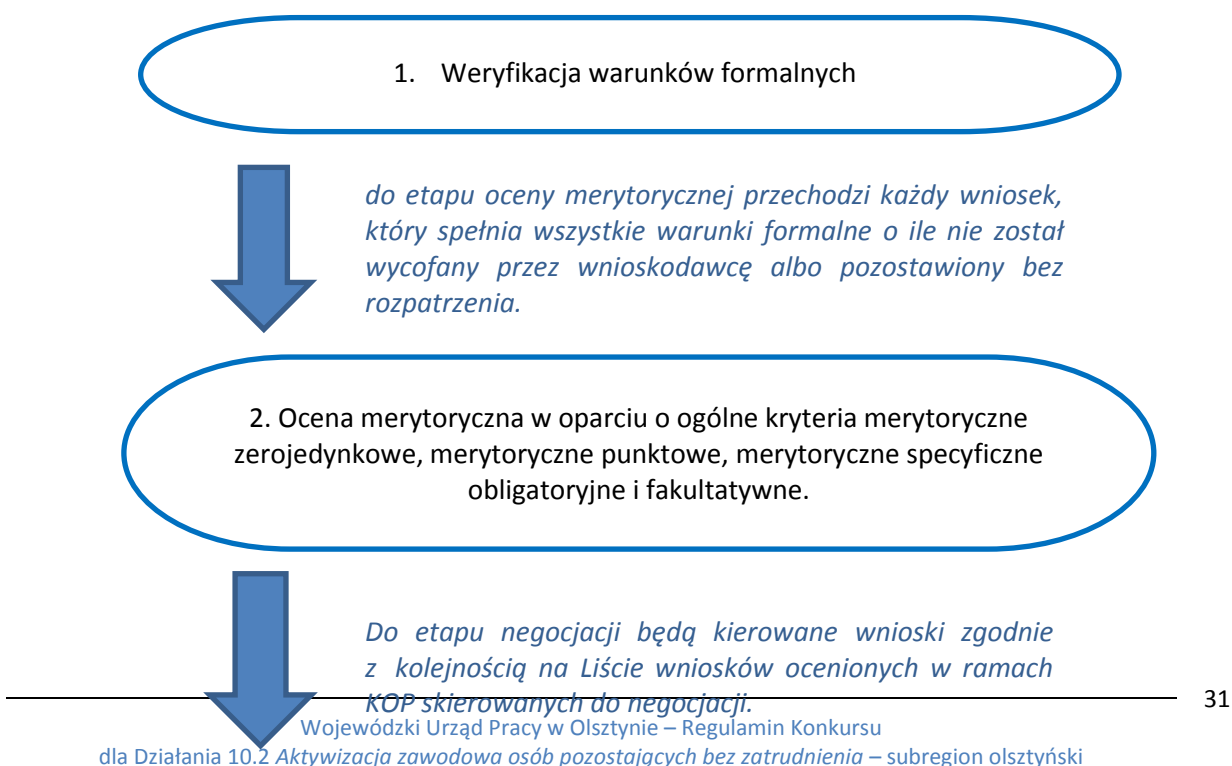 1. Weryfikacja warunków formalnych
do etapu oceny merytorycznej przechodzi każdy wniosek,
który spełnia wszystkie warunki formalne o ile nie został
wycofany przez wnioskodawcę albo pozostawiony bez
rozpatrzenia.
2. Ocena merytoryczna w oparciu o ogólne kryteria merytoryczne
zerojedynkowe, merytoryczne punktowe, merytoryczne specyficzne
obligatoryjne i fakultatywne.
Do etapu negocjacji będą kierowane wnioski zgodnie
z kolejnością na Liście wniosków ocenionych w ramach
KOP skierowanych do negocjacji.
31
Wojewódzki Urząd Pracy w Olsztynie – Regulamin Konkursu
dla Działania 10.2 Aktywizacja zawodowa osób pozostających bez zatrudnienia – subregion olsztyński